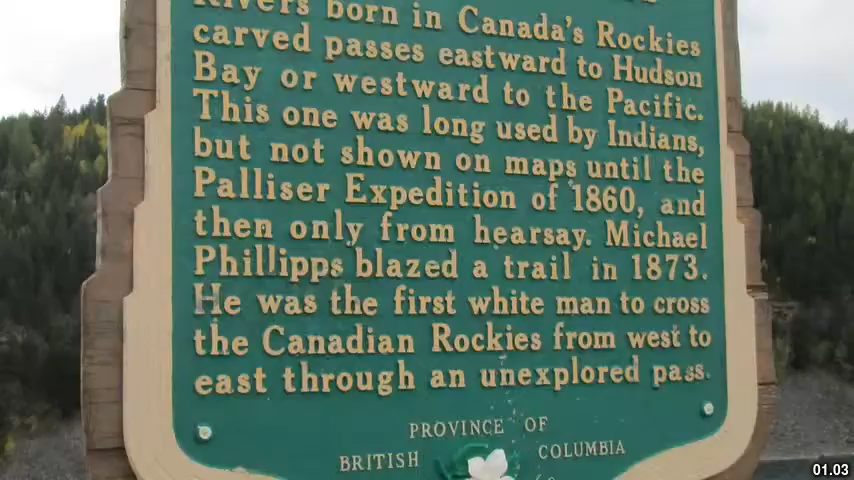 Rivers born in Canada's Rockies
carved passes eastward to Hudson
Bay or westward to the Pacific.
This one was long used by Indians,
but not shown on maps until the
Palliser Expedition of 1860, and
then only from hearsay. Michael
Phillipps blazed a trail in 1873.
He was the first white man to cross
the Canadian Rockies from west to
east through an unexplored pass.
PROVINCE OF
BRITISH COLUMBIA
01.03